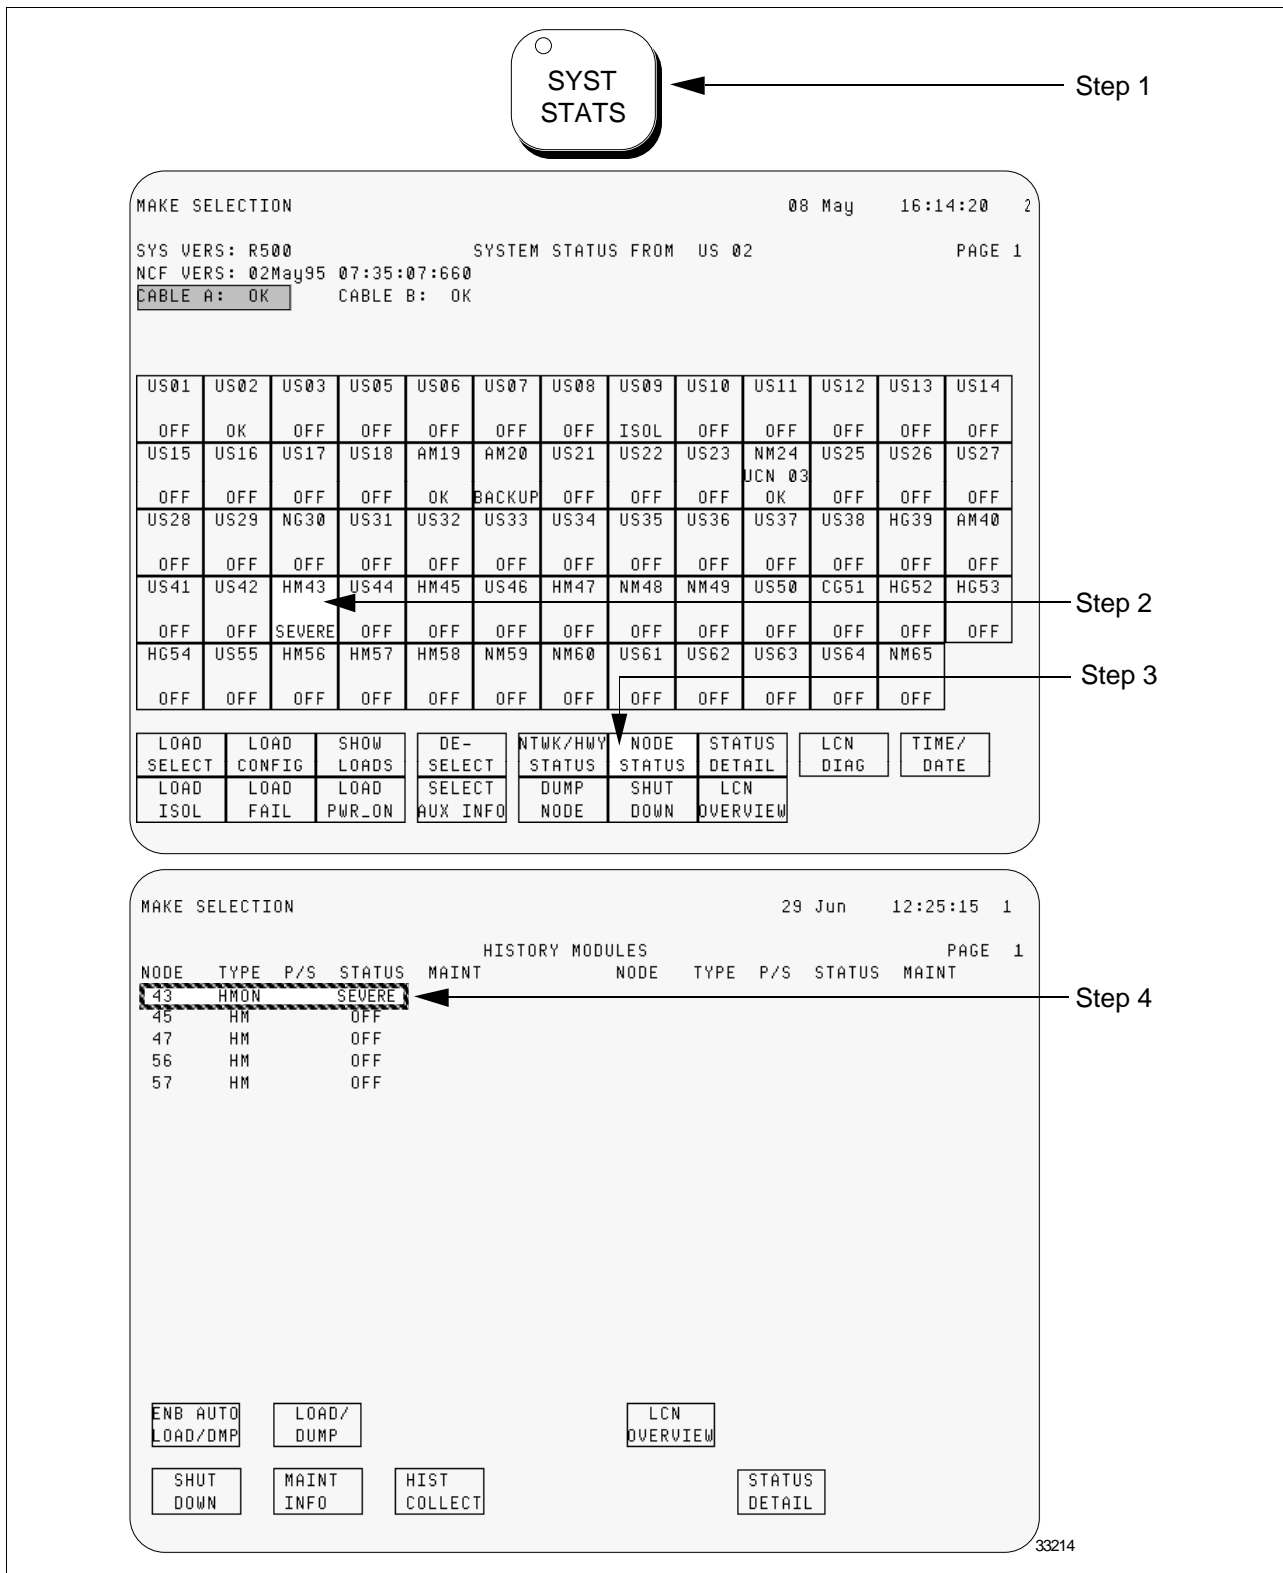 SYST
STATS
Step 1
MAKE SELECTION 08 May 16:14:20 2
SYS VERS: R500 SYSTEM STATUS FROM US 02 PAGE 1
NCF VERS: 02May95 07:35:07:660
CABLE A: OK CABLE B: OK
US01 US02 US03 US05 US06 US07 US08 US09 US10 US11 US12 US13 US14
OFF OK OFF OFF OFF OFF OFF ISOL OFF OFF OFF OFF OFF
US15 US16 US17 US18 AM19 AM20 US21 US22 US23 NM24 US25 US26 US27
UCN 03
OFF OFF OFF OFF OK BACKUP OFF OFF OFF OK OFF OFF OFF
US28 US29 NG30 US31 US32 US33 US34 US35 US36 US37 US38 HG39 AM40
OFF OFF OFF OFF OFF OFF OFF OFF OFF OFF OFF OFF OFF
US41 US42 HM43 US44 HM45 US46 HM47 NM48 NM49 US50 CG51 HG52 HG53
Step 2
OFF OFF SEVERE OFF OFF OFF OFF OFF OFF OFF OFF OFF OFF
HG54 US55 HM56 HM57 HM58 NM59 NM60 US61 US62 US63 US64 NM65
Step 3
OFF OFF OFF OFF OFF OFF OFF OFF OFF OFF OFF OFF
LOAD LOAD SHOW DE- NTWK/HWY NODE STATUS LCN TIME/
SELECT CONFIG LOADS SELECT STATUS STATUS DETAIL DIAG DATE
LOAD LOAD LOAD SELECT DUMP SHUT LCN
ISOL FAIL PWR_ON AUX INFO NODE DOWN OVERVIEW
MAKE SELECTION 29 Jun 12:25:15 1
HISTORY MODULES PAGE 1
NODE TYPE P/S STATUS MAINT NODE TYPE P/S STATUS MAINT
43 HMON SEVERE
Step 4
45 HM OFF
47 HM OFF
56 HM OFF
57 HM OFF
ENB AUTO LOAD/ LCN
LOAD/DMP DUMP OVERVIEW
SHUT MAINT HIST STATUS
DOWN INFO COLLECT DETAIL
33214